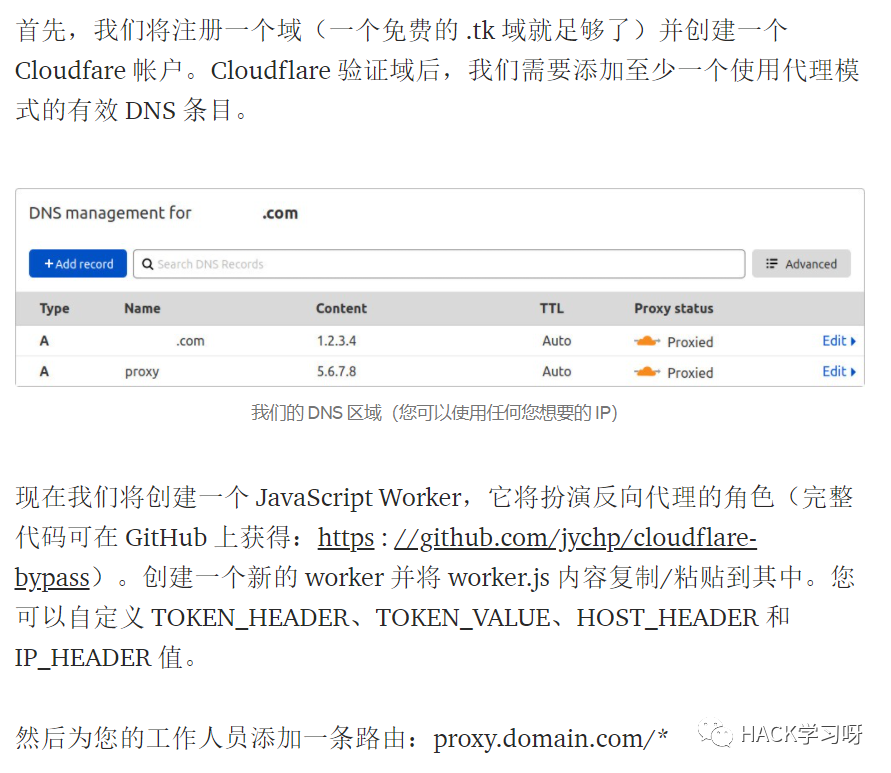 首先，我们将注册一个域（一个免费的 .tk 域就足够了）并创建一个
Cloudfare 帐户。Cloudflare 验证域后，我们需要添加至少一个使用代理模
式的有效 DNS 条目。
DNS management for .com
+Add record Search DNS Records Advanced
Type Name Content TTL Proxy status
A .com 1.2.3.4 Auto Proxied Edit
A proxy 5.6.7.8 Auto Proxied Edit
我们的 DNS 区域（您可以使用任何您想要的 IP）
现在我们将创建一个 JavaScript Worker，它将扮演反向代理的角色（完整
代码可在 GitHub 上获得：https : //github.com/jychp/cloudflare-
bypass）。创建一个新的 worker 并将 worker.js 内容复制/粘贴到其中。您
可以自定义 TOKEN_HEADER、TOKEN_VALUE、HOST_HEADER 和
IP_HEADER 值。
然后为您的工作人员添加一条路由：proxy.domain.com/*
HACK学习呀